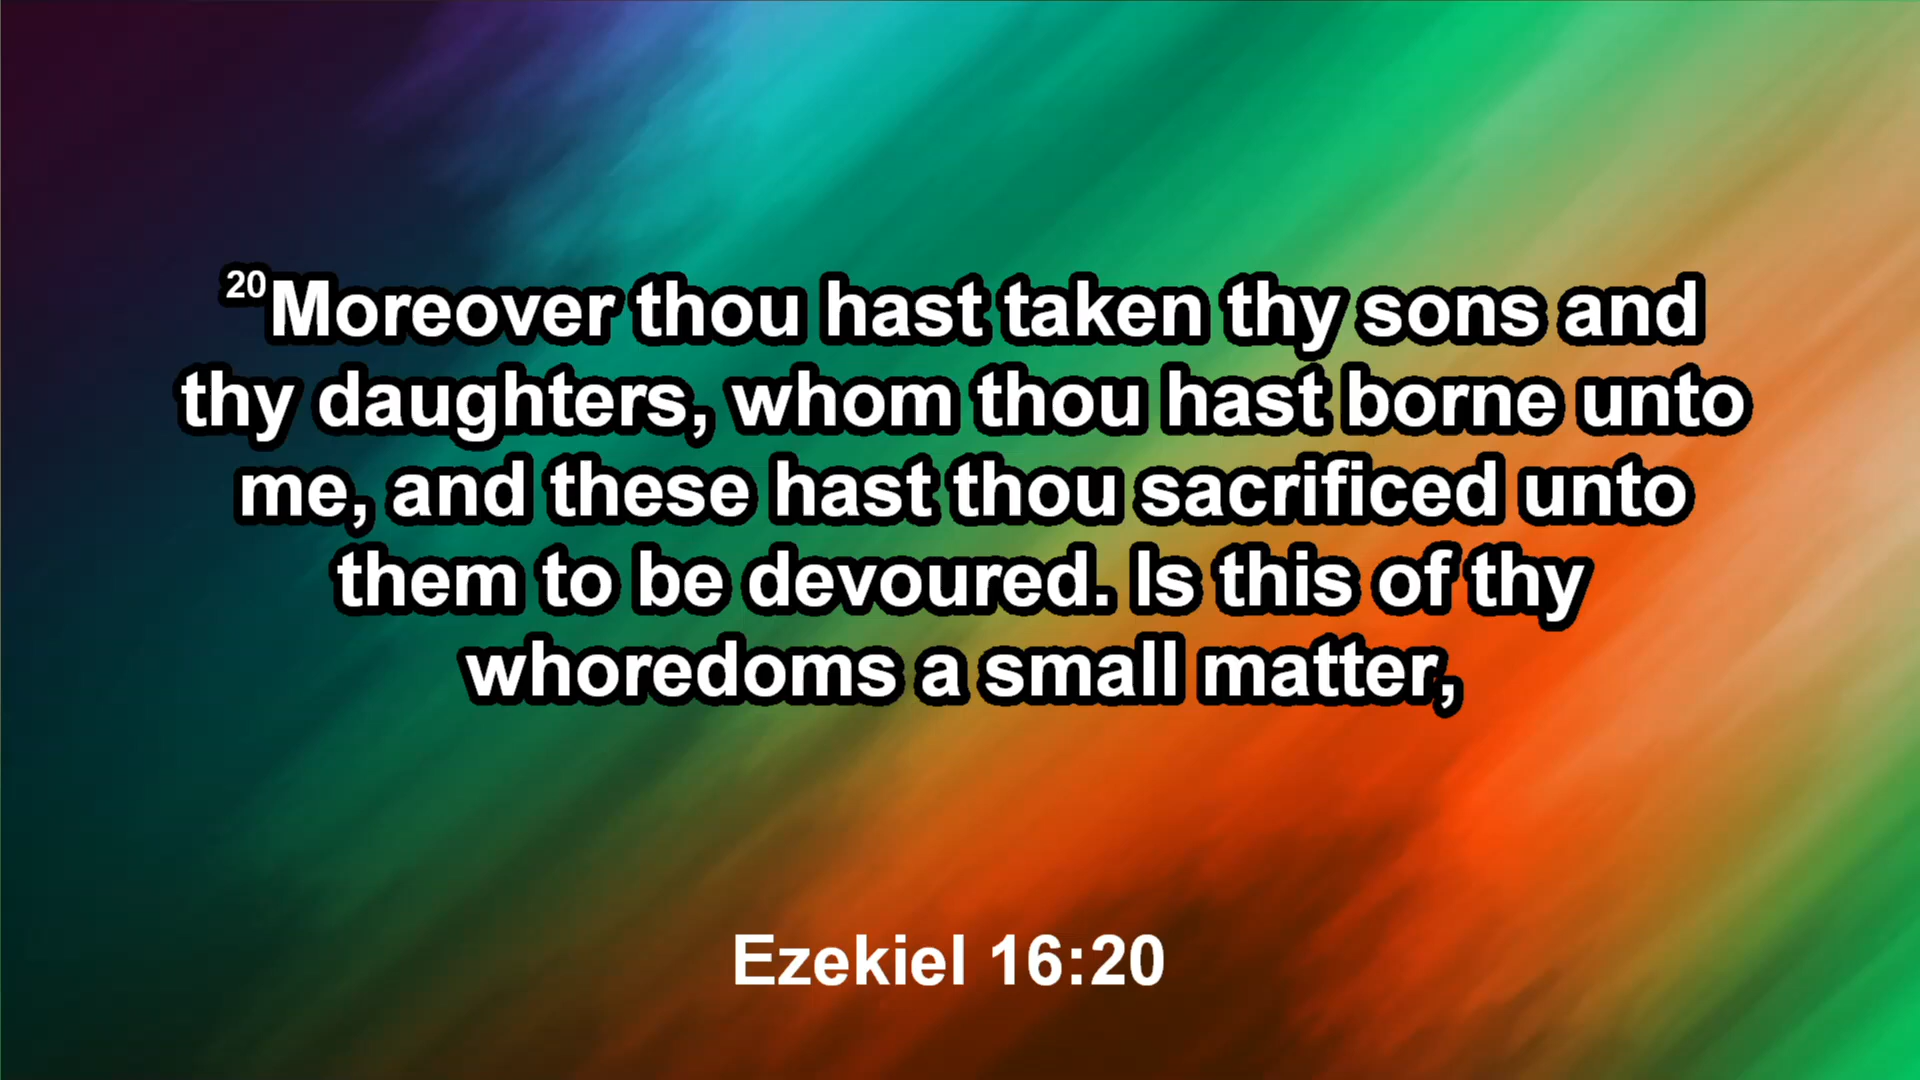 20Moreover thou hast taken thy sons and
thy daughters, whom thou hast borne unto
me, and these hast thou sacrificed unto
them to be devoured. Is this of thy
whoredoms a small matter,
Ezekiel 16:20